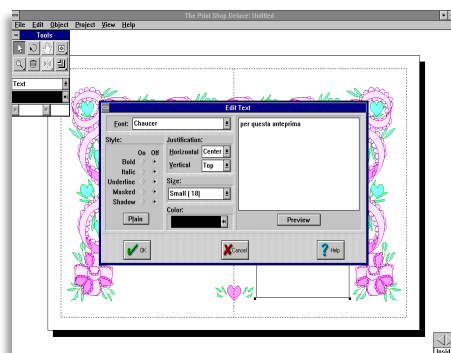 The Print Shop Deluxe: Untitled
File Edit Object Project View Help
Tools
Text
Edit Text
Font: Chaucer
per questa anteprima
Style:
On Off
Bold
Italic
Underline
Masked
Shadow
Plain
Justification:
Horizontal Center
Vertical Top
Size:
Small (18)
Color:
Preview
OK
Cancel
Help
Insid